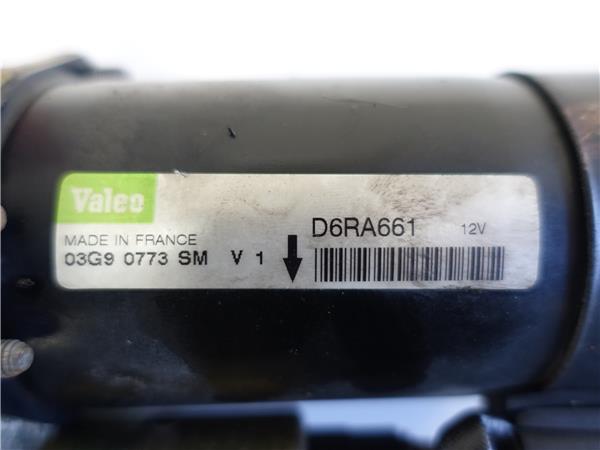 Valeo
MADE IN FRANCE
03G9 0773 SM V 1
D6RA661 12V